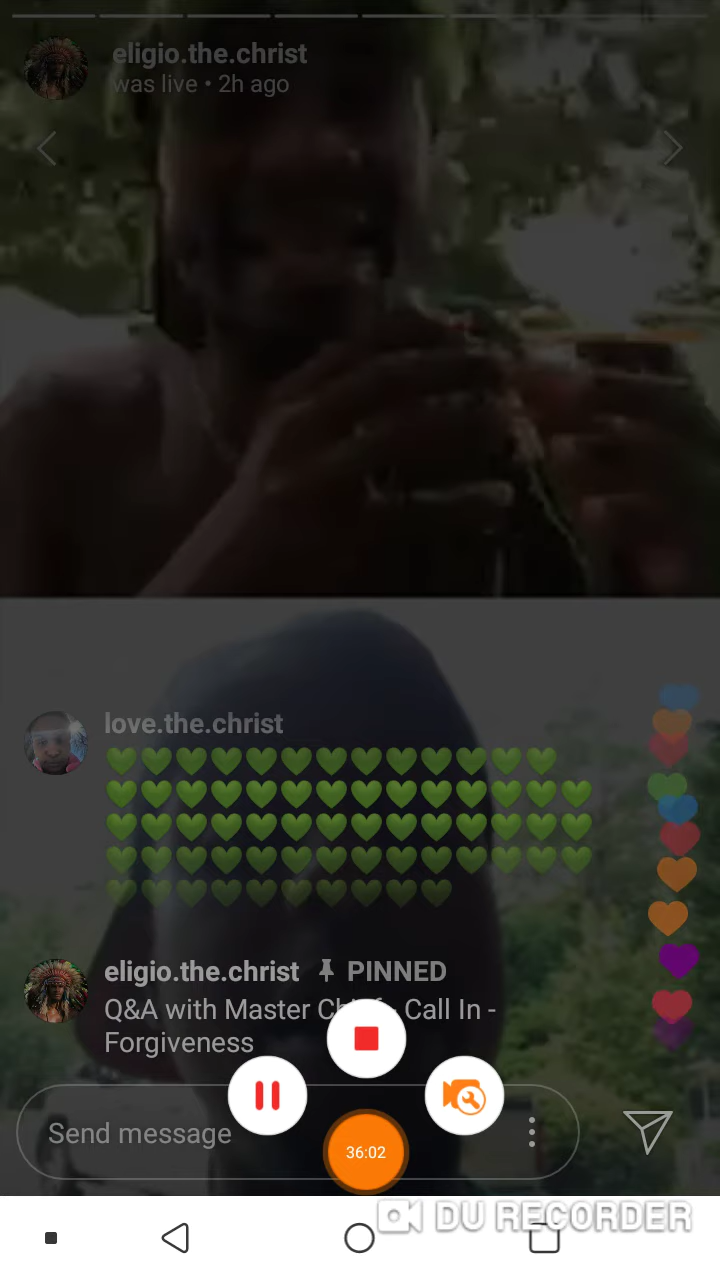 eligio.the.christ
was live • 2h ago
love.the.christ
💚💚💚💚💚💚💚💚💚💚💚💚💚
💚💚💚💚💚💚💚💚💚💚💚💚💚💚
💚💚💚💚💚💚💚💚💚💚💚💚💚💚
💚💚💚💚💚💚💚💚💚💚💚💚💚💚
💚💚💚💚💚💚💚💚💚💚
eligio.the.christ PINNED
Q&A with Master Chief - Call In -
Forgiveness
Send message
36:02
DU RECORDER